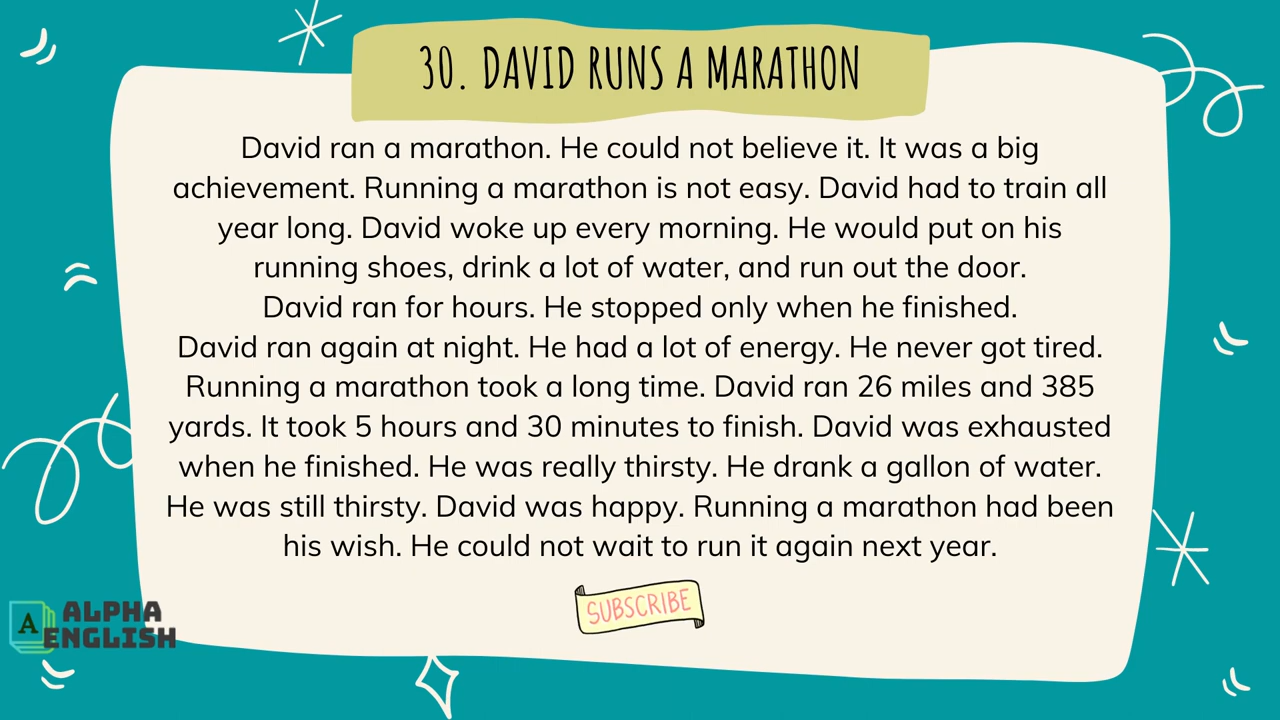 30. DAVID RUNS A MARATHON
David ran a marathon. He could not believe it. It was a big
achievement. Running a marathon is not easy. David had to train all
year long. David woke up every morning. He would put on his
running shoes, drink a lot of water, and run out the door.
David ran for hours. He stopped only when he finished.
David ran again at night. He had a lot of energy. He never got tired.
Running a marathon took a long time. David ran 26 miles and 385
yards. It took 5 hours and 30 minutes to finish. David was exhausted
when he finished. He was really thirsty. He drank a gallon of water.
He was still thirsty. David was happy. Running a marathon had been
his wish. He could not wait to run it again next year.
SUBSCRIBE
A
ALPHA
ENGLISH